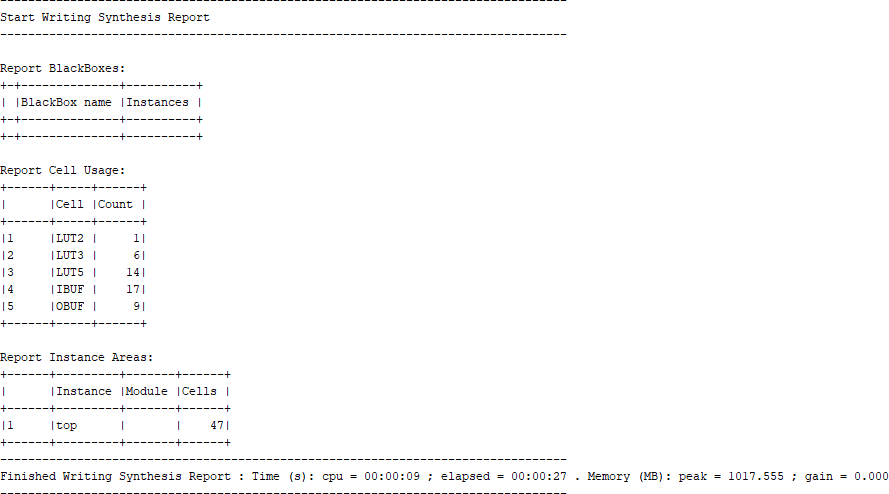 ---------------------------------------------------------------------------------
Start Writing Synthesis Report
---------------------------------------------------------------------------------

Report BlackBoxes:
+-+--------------+----------+
| |BlackBox name |Instances |
+-+--------------+----------+
+-+--------------+----------+

Report Cell Usage:
+------+-----+------+
|      |Cell |Count |
+------+-----+------+
|1     |LUT2 |     1|
|2     |LUT3 |     6|
|3     |LUT5 |    14|
|4     |IBUF |    17|
|5     |OBUF |     9|
+------+-----+------+

Report Instance Areas:
+------+---------+-------+------+
|      |Instance |Module |Cells |
+------+---------+-------+------+
|1     |top      |       |    47|
+------+---------+-------+------+
---------------------------------------------------------------------------------
Finished Writing Synthesis Report : Time (s): cpu = 00:00:09 ; elapsed = 00:00:27 . Memory (MB): peak = 1017.555 ; gain = 0.000
---------------------------------------------------------------------------------